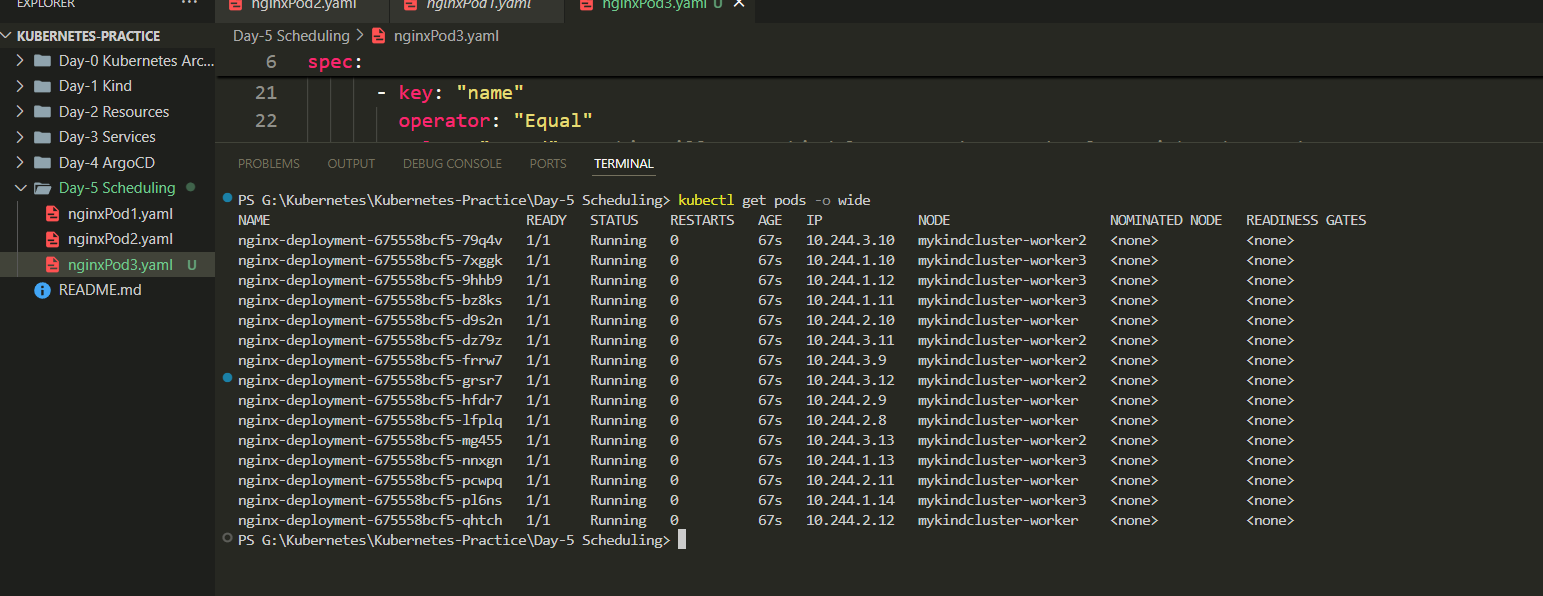 EXPLORER ...
nginxPod2.yaml nginxPod1.yaml nginxPod3.yaml U
KUBERNETES-PRACTICE
Day-0 Kubernetes Arc...
Day-1 Kind
Day-2 Resources
Day-3 Services
Day-4 ArgoCD
Day-5 Scheduling
nginxPod1.yaml
nginxPod2.yaml
nginxPod3.yaml U
README.md
Day-5 Scheduling > nginxPod3.yaml
6 spec:
21 - key: "name"
22 operator: "Equal"
PROBLEMS OUTPUT DEBUG CONSOLE PORTS TERMINAL
PS G:\Kubernetes\Kubernetes-Practice\Day-5 Scheduling> kubectl get pods -o wide
NAME READY STATUS RESTARTS AGE IP NODE NOMINATED NODE READINESS GATES
nginx-deployment-675558bcf5-79q4v 1/1 Running 0 67s 10.244.3.10 mykindcluster-worker2 <none> <none>
nginx-deployment-675558bcf5-7xggk 1/1 Running 0 67s 10.244.1.10 mykindcluster-worker3 <none> <none>
nginx-deployment-675558bcf5-9hhb9 1/1 Running 0 67s 10.244.1.12 mykindcluster-worker3 <none> <none>
nginx-deployment-675558bcf5-bz8ks 1/1 Running 0 67s 10.244.1.11 mykindcluster-worker3 <none> <none>
nginx-deployment-675558bcf5-d9s2n 1/1 Running 0 67s 10.244.2.10 mykindcluster-worker <none> <none>
nginx-deployment-675558bcf5-dz79z 1/1 Running 0 67s 10.244.3.11 mykindcluster-worker2 <none> <none>
nginx-deployment-675558bcf5-frrw7 1/1 Running 0 67s 10.244.3.9 mykindcluster-worker2 <none> <none>
nginx-deployment-675558bcf5-grsr7 1/1 Running 0 67s 10.244.3.12 mykindcluster-worker2 <none> <none>
nginx-deployment-675558bcf5-hfdr7 1/1 Running 0 67s 10.244.2.9 mykindcluster-worker <none> <none>
nginx-deployment-675558bcf5-lfplq 1/1 Running 0 67s 10.244.2.8 mykindcluster-worker <none> <none>
nginx-deployment-675558bcf5-mg455 1/1 Running 0 67s 10.244.3.13 mykindcluster-worker2 <none> <none>
nginx-deployment-675558bcf5-nnxgn 1/1 Running 0 67s 10.244.1.13 mykindcluster-worker3 <none> <none>
nginx-deployment-675558bcf5-pcwpq 1/1 Running 0 67s 10.244.2.11 mykindcluster-worker <none> <none>
nginx-deployment-675558bcf5-pl6ns 1/1 Running 0 67s 10.244.1.14 mykindcluster-worker3 <none> <none>
nginx-deployment-675558bcf5-qhtch 1/1 Running 0 67s 10.244.2.12 mykindcluster-worker <none> <none>
PS G:\Kubernetes\Kubernetes-Practice\Day-5 Scheduling>